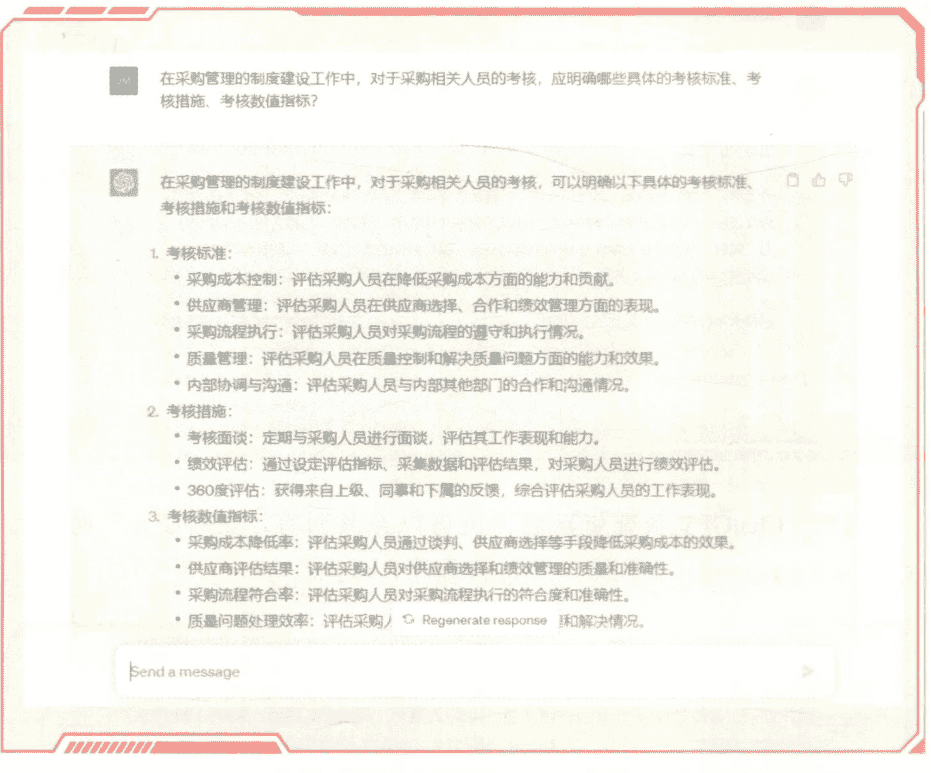 JM
在采购管理的制度建设工作中，对于采购相关人员的考核，应明确哪些具体的考核标准、考
核措施、考核数值指标？
在采购管理的制度建设工作中，对于采购相关人员的考核，可以明确以下具体的考核标准、
考核措施和考核数值指标：
1. 考核标准：
• 采购成本控制：评估采购人员在降低采购成本方面的能力和贡献。
• 供应商管理：评估采购人员在供应商选择、合作和绩效管理方面的表现。
• 采购流程执行：评估采购人员对采购流程的遵守和执行情况。
• 质量管理：评估采购人员在质量控制和解决质量问题方面的能力和效果。
• 内部协调与沟通：评估采购人员与内部其他部门的合作和沟通情况。
2. 考核措施：
• 考核面谈：定期与采购人员进行面谈，评估其工作表现和能力。
• 绩效评估：通过设定评估指标、采集数据和评估结果，对采购人员进行绩效评估。
• 360度评估：获得来自上级、同事和下属的反馈，综合评估采购人员的工作表现。
3. 考核数值指标：
• 采购成本降低率：评估采购人员通过谈判、供应商选择等手段降低采购成本的效果。
• 供应商评估结果：评估采购人员对供应商选择和绩效管理的质量和准确性。
• 采购流程符合率：评估采购人员对采购流程执行的符合度和准确性。
• 质量问题处理效率：评估采购 Regenerate response 和解决情况。
Send a message